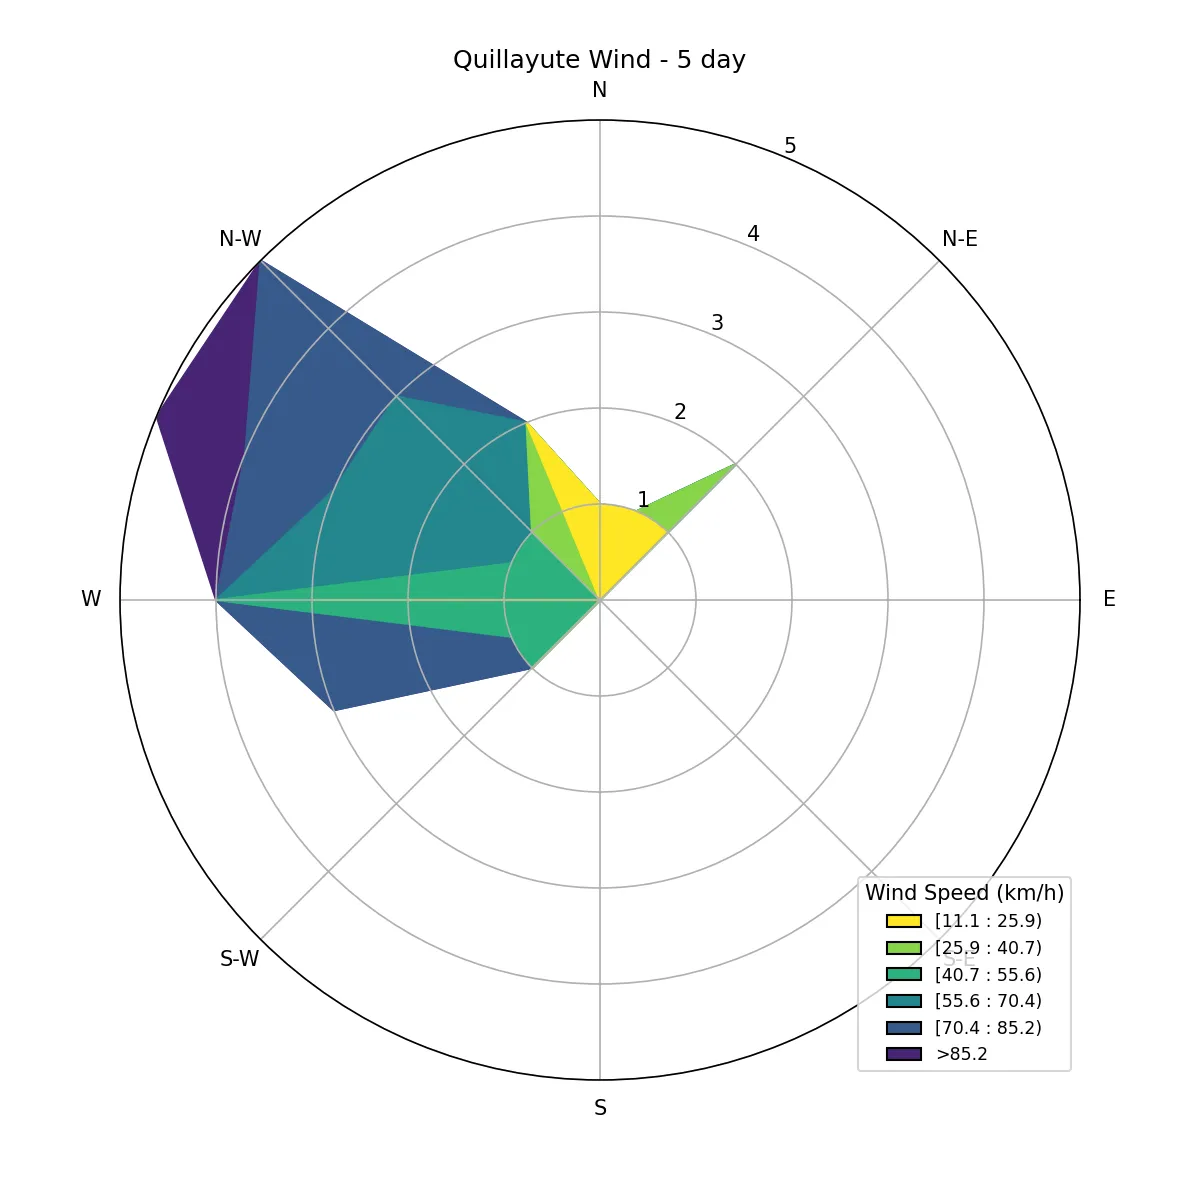 Quillayute Wind - 5 day
N
5
N-W
N-E
4
3
2
1
W
E
S-W
S-E
S
Wind Speed (km/h)
[11.1 : 25.9)
[25.9 : 40.7)
[40.7 : 55.6)
[55.6 : 70.4)
[70.4 : 85.2)
>85.2